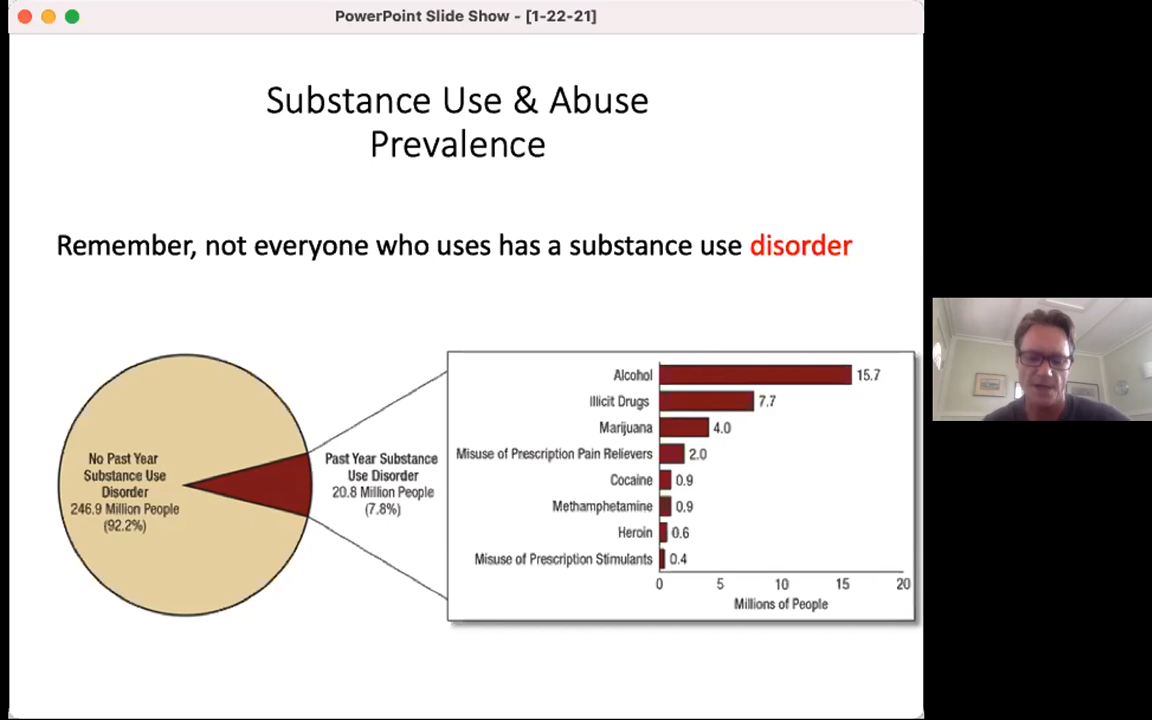 PowerPoint Slide Show - [1-22-21]
Substance Use & Abuse
Prevalence
Remember, not everyone who uses has a substance use disorder
No Past Year
Substance Use
Disorder
246.9 Million People
(92.2%)
Past Year Substance
Use Disorder
20.8 Million People
(7.8%)
Alcohol 15.7
Illicit Drugs 7.7
Marijuana 4.0
Misuse of Prescription Pain Relievers 2.0
Cocaine 0.9
Methamphetamine 0.9
Heroin 0.6
Misuse of Prescription Stimulants 0.4
0 5 10 15 20
Millions of People